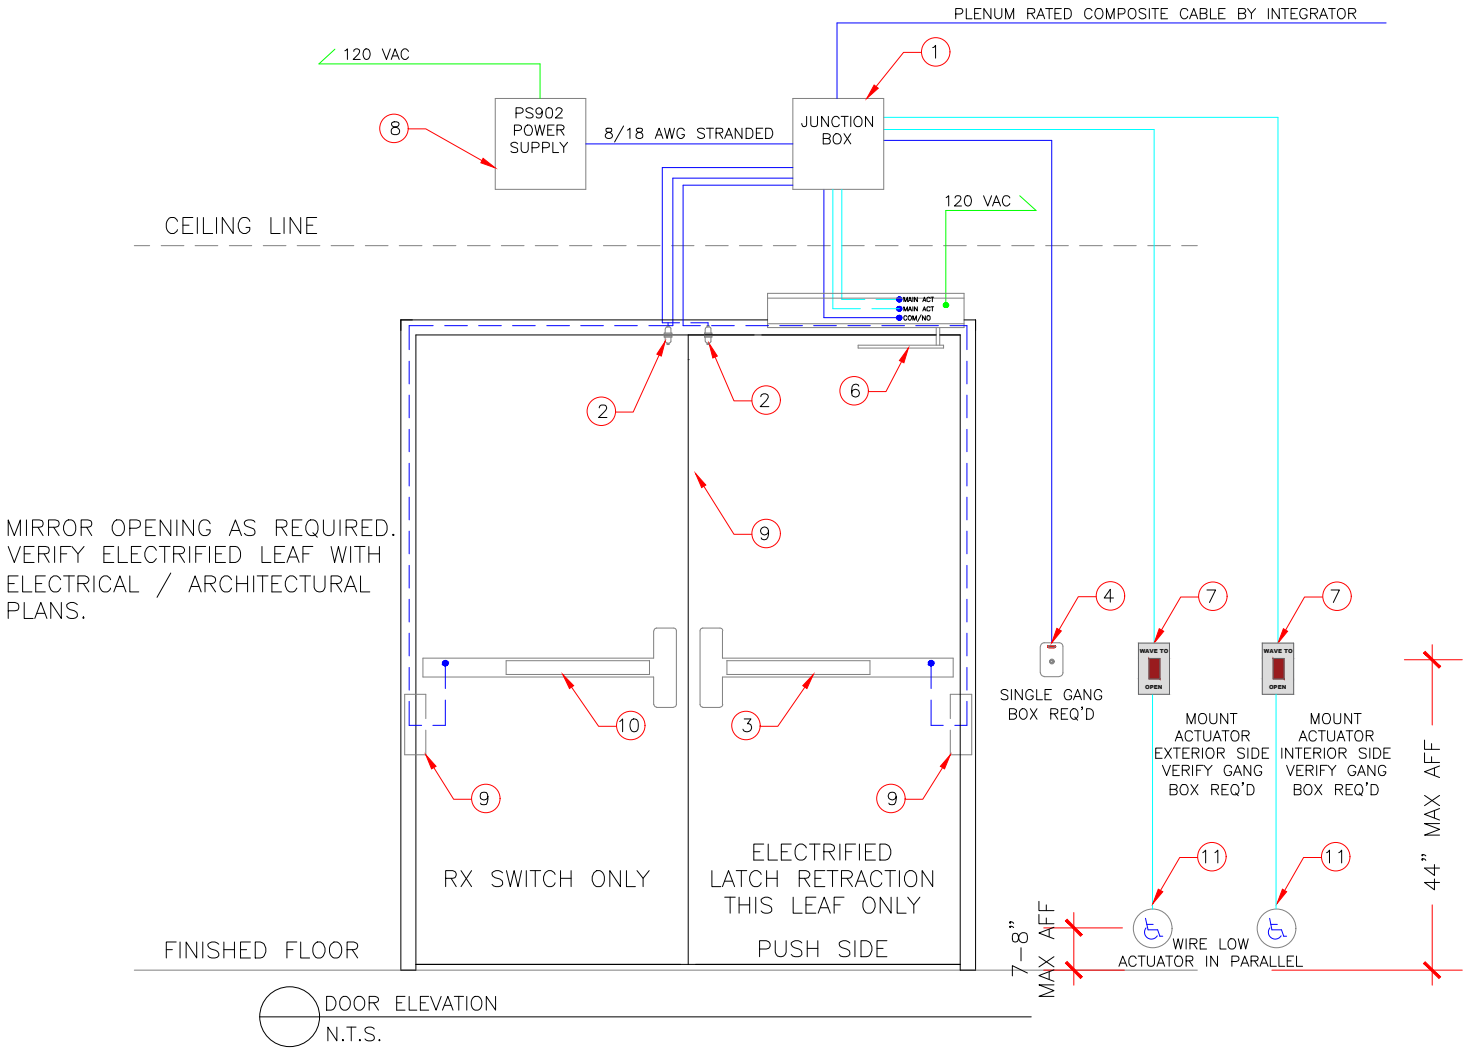 PLENUM RATED COMPOSITE CABLE BY INTEGRATOR
120 VAC
1
PS902
POWER
SUPPLY
8
8/18 AWG STRANDED
JUNCTION
BOX
120 VAC
CEILING LINE
MAIN ACT
MAIN ACT
COM/NO
2
2
6
9
MIRROR OPENING AS REQUIRED.
VERIFY ELECTRIFIED LEAF WITH
ELECTRICAL / ARCHITECTURAL
PLANS.
4
7
7
WAVE TO
OPEN
WAVE TO
OPEN
SINGLE GANG
BOX REQ'D
10
3
MOUNT
ACTUATOR
EXTERIOR SIDE
VERIFY GANG
BOX REQ'D
MOUNT
ACTUATOR
INTERIOR SIDE
VERIFY GANG
BOX REQ'D
44" MAX AFF
9
9
11
11
RX SWITCH ONLY
ELECTRIFIED
LATCH RETRACTION
THIS LEAF ONLY
PUSH SIDE
7-8"
MAX AFF
WIRE LOW
ACTUATOR IN PARALLEL
FINISHED FLOOR
DOOR ELEVATION
N.T.S.